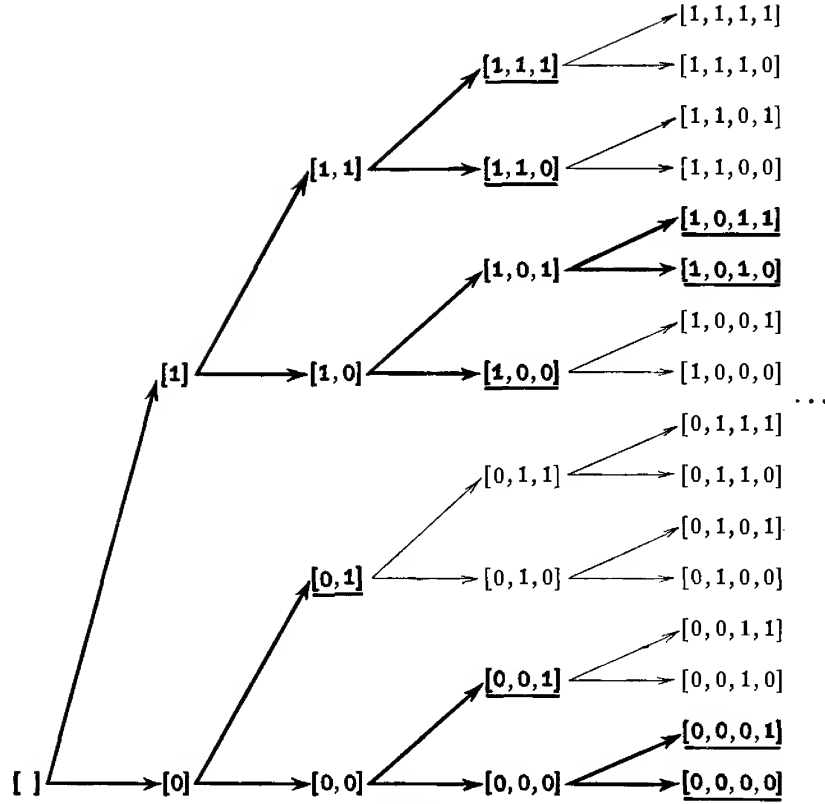 [1, 1, 1, 1]
[1, 1, 1] [1, 1, 1, 0]
[1, 1, 0, 1]
[1, 1] [1, 1, 0] [1, 1, 0, 0]
[1, 0, 1, 1]
[1, 0, 1] [1, 0, 1, 0]
[1, 0, 0, 1]
[1] [1, 0] [1, 0, 0] [1, 0, 0, 0]
...
[0, 1, 1, 1]
[0, 1, 1] [0, 1, 1, 0]
[0, 1, 0, 1]
[0, 1] [0, 1, 0] [0, 1, 0, 0]
[0, 0, 1, 1]
[0, 0, 1] [0, 0, 1, 0]
[0, 0, 0, 1]
[ ] [0] [0, 0] [0, 0, 0] [0, 0, 0, 0]